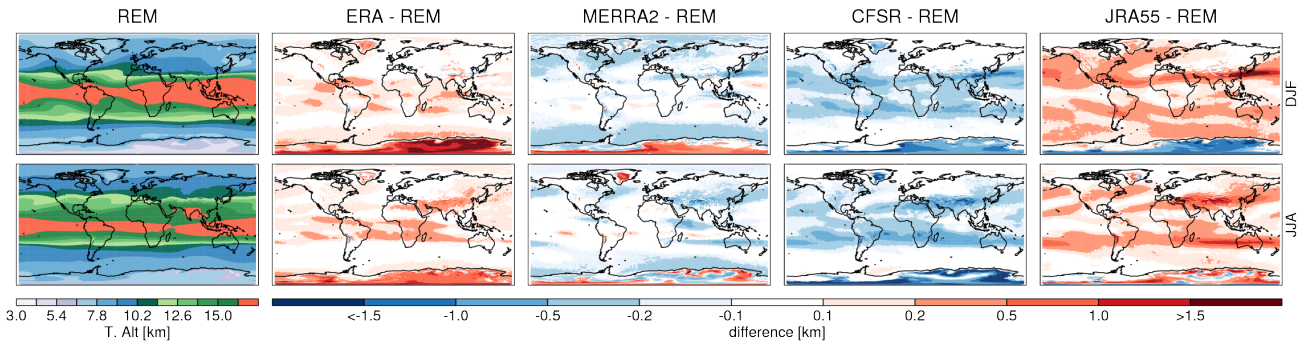 REM ERA - REM MERRA2 - REM CFSR - REM JRA55 - REM
DJF
JJA
3.0 5.4 7.8 10.2 12.6 15.0
T. Alt [km]
<-1.5 -1.0 -0.5 -0.2 -0.1 0.1 0.2 0.5 1.0 >1.5
difference [km]